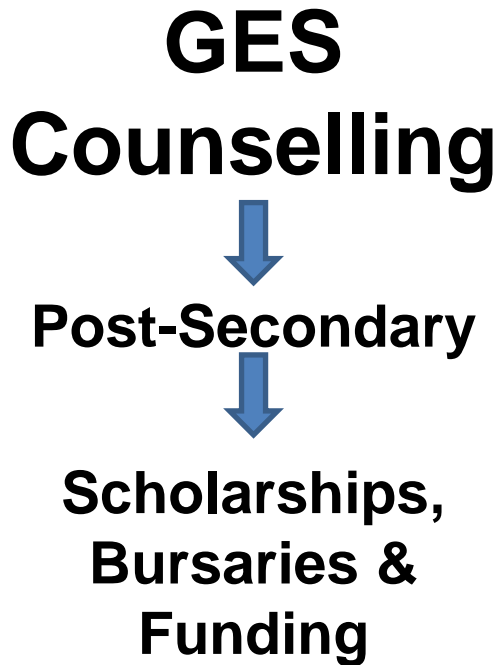 GES
Counselling
Post-Secondary
Scholarships,
Bursaries &
Funding